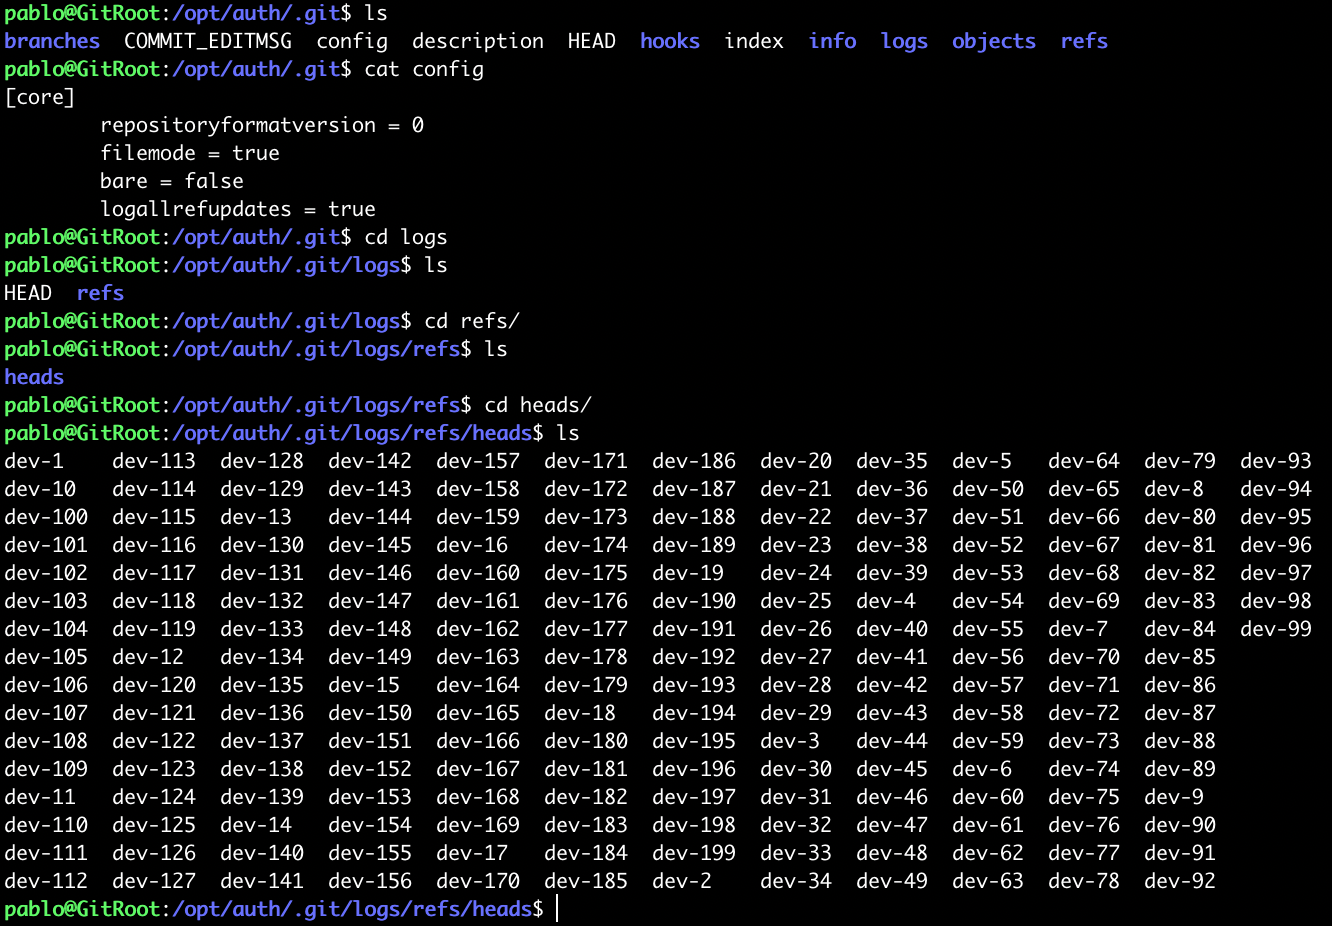 pablo@GitRoot:/opt/auth/.git$ ls
branches  COMMIT_EDITMSG  config  description  HEAD  hooks  index  info  logs  objects  refs
pablo@GitRoot:/opt/auth/.git$ cat config
[core]
        repositoryformatversion = 0
        filemode = true
        bare = false
        logallrefupdates = true
pablo@GitRoot:/opt/auth/.git$ cd logs
pablo@GitRoot:/opt/auth/.git/logs$ ls
HEAD  refs
pablo@GitRoot:/opt/auth/.git/logs$ cd refs/
pablo@GitRoot:/opt/auth/.git/logs/refs$ ls
heads
pablo@GitRoot:/opt/auth/.git/logs/refs$ cd heads/
pablo@GitRoot:/opt/auth/.git/logs/refs/heads$ ls
dev-1    dev-113  dev-128  dev-142  dev-157  dev-171  dev-186  dev-20  dev-35  dev-5   dev-64  dev-79  dev-93
dev-10   dev-114  dev-129  dev-143  dev-158  dev-172  dev-187  dev-21  dev-36  dev-50  dev-65  dev-8   dev-94
dev-100  dev-115  dev-13   dev-144  dev-159  dev-173  dev-188  dev-22  dev-37  dev-51  dev-66  dev-80  dev-95
dev-101  dev-116  dev-130  dev-145  dev-16   dev-174  dev-189  dev-23  dev-38  dev-52  dev-67  dev-81  dev-96
dev-102  dev-117  dev-131  dev-146  dev-160  dev-175  dev-19   dev-24  dev-39  dev-53  dev-68  dev-82  dev-97
dev-103  dev-118  dev-132  dev-147  dev-161  dev-176  dev-190  dev-25  dev-4   dev-54  dev-69  dev-83  dev-98
dev-104  dev-119  dev-133  dev-148  dev-162  dev-177  dev-191  dev-26  dev-40  dev-55  dev-7   dev-84  dev-99
dev-105  dev-12   dev-134  dev-149  dev-163  dev-178  dev-192  dev-27  dev-41  dev-56  dev-70  dev-85
dev-106  dev-120  dev-135  dev-15   dev-164  dev-179  dev-193  dev-28  dev-42  dev-57  dev-71  dev-86
dev-107  dev-121  dev-136  dev-150  dev-165  dev-18   dev-194  dev-29  dev-43  dev-58  dev-72  dev-87
dev-108  dev-122  dev-137  dev-151  dev-166  dev-180  dev-195  dev-3   dev-44  dev-59  dev-73  dev-88
dev-109  dev-123  dev-138  dev-152  dev-167  dev-181  dev-196  dev-30  dev-45  dev-6   dev-74  dev-89
dev-11   dev-124  dev-139  dev-153  dev-168  dev-182  dev-197  dev-31  dev-46  dev-60  dev-75  dev-9
dev-110  dev-125  dev-14   dev-154  dev-169  dev-183  dev-198  dev-32  dev-47  dev-61  dev-76  dev-90
dev-111  dev-126  dev-140  dev-155  dev-17   dev-184  dev-199  dev-33  dev-48  dev-62  dev-77  dev-91
dev-112  dev-127  dev-141  dev-156  dev-170  dev-185  dev-2    dev-34  dev-49  dev-63  dev-78  dev-92
pablo@GitRoot:/opt/auth/.git/logs/refs/heads$